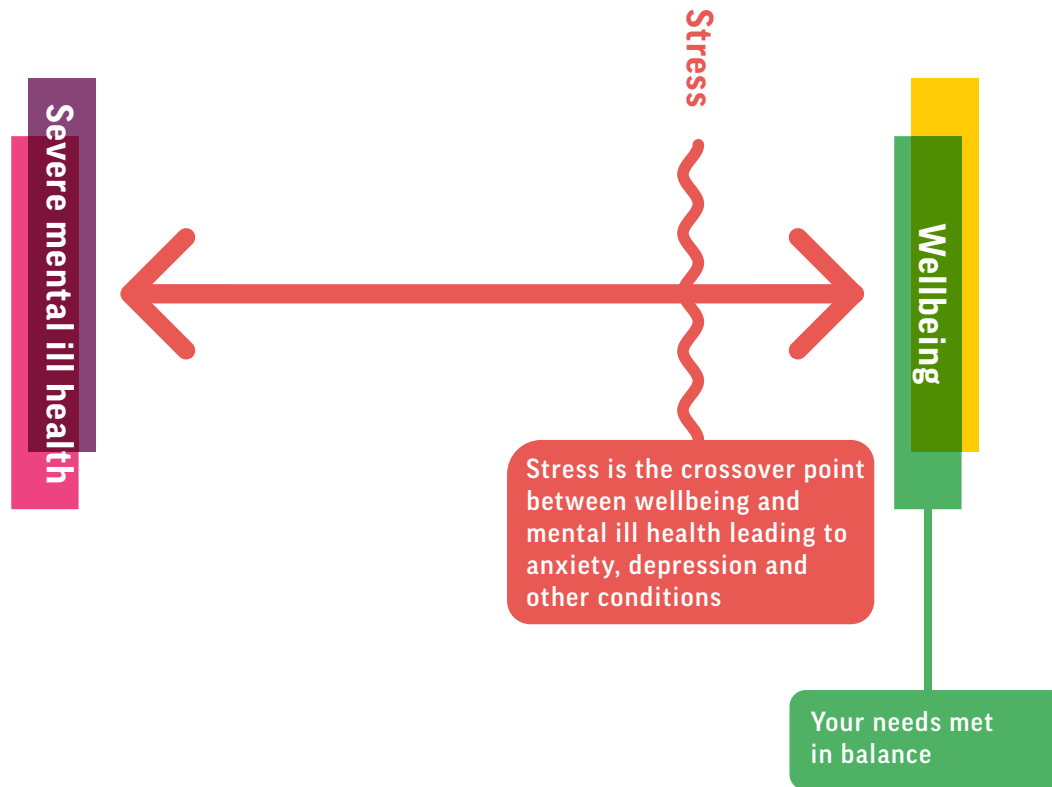 Stress
Severe mental ill health
Wellbeing
Stress is the crossover point
between wellbeing and
mental ill health leading to
anxiety, depression and
other conditions
Your needs met
in balance